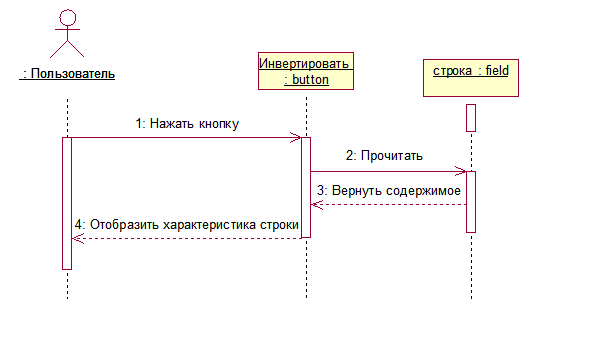 : Пользователь
Инвертировать
: button
строка : field
1: Нажать кнопку
2: Прочитать
3: Вернуть содержимое
4: Отобразить характеристика строки